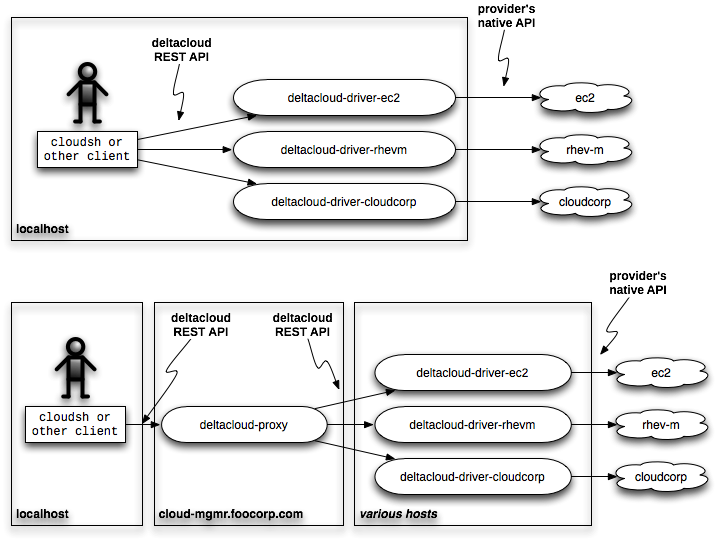 provider's
native API
deltacloud
REST API
deltacloud-driver-ec2
ec2
cloudsh or
other client
deltacloud-driver-rhevm
rhev-m
deltacloud-driver-cloudcorp
cloudcorp
localhost
provider's
native API
deltacloud
REST API
deltacloud
REST API
deltacloud-driver-ec2
ec2
cloudsh or
other client
deltacloud-proxy
deltacloud-driver-rhevm
rhev-m
deltacloud-driver-cloudcorp
cloudcorp
localhost
cloud-mgmr.foocorp.com
various hosts